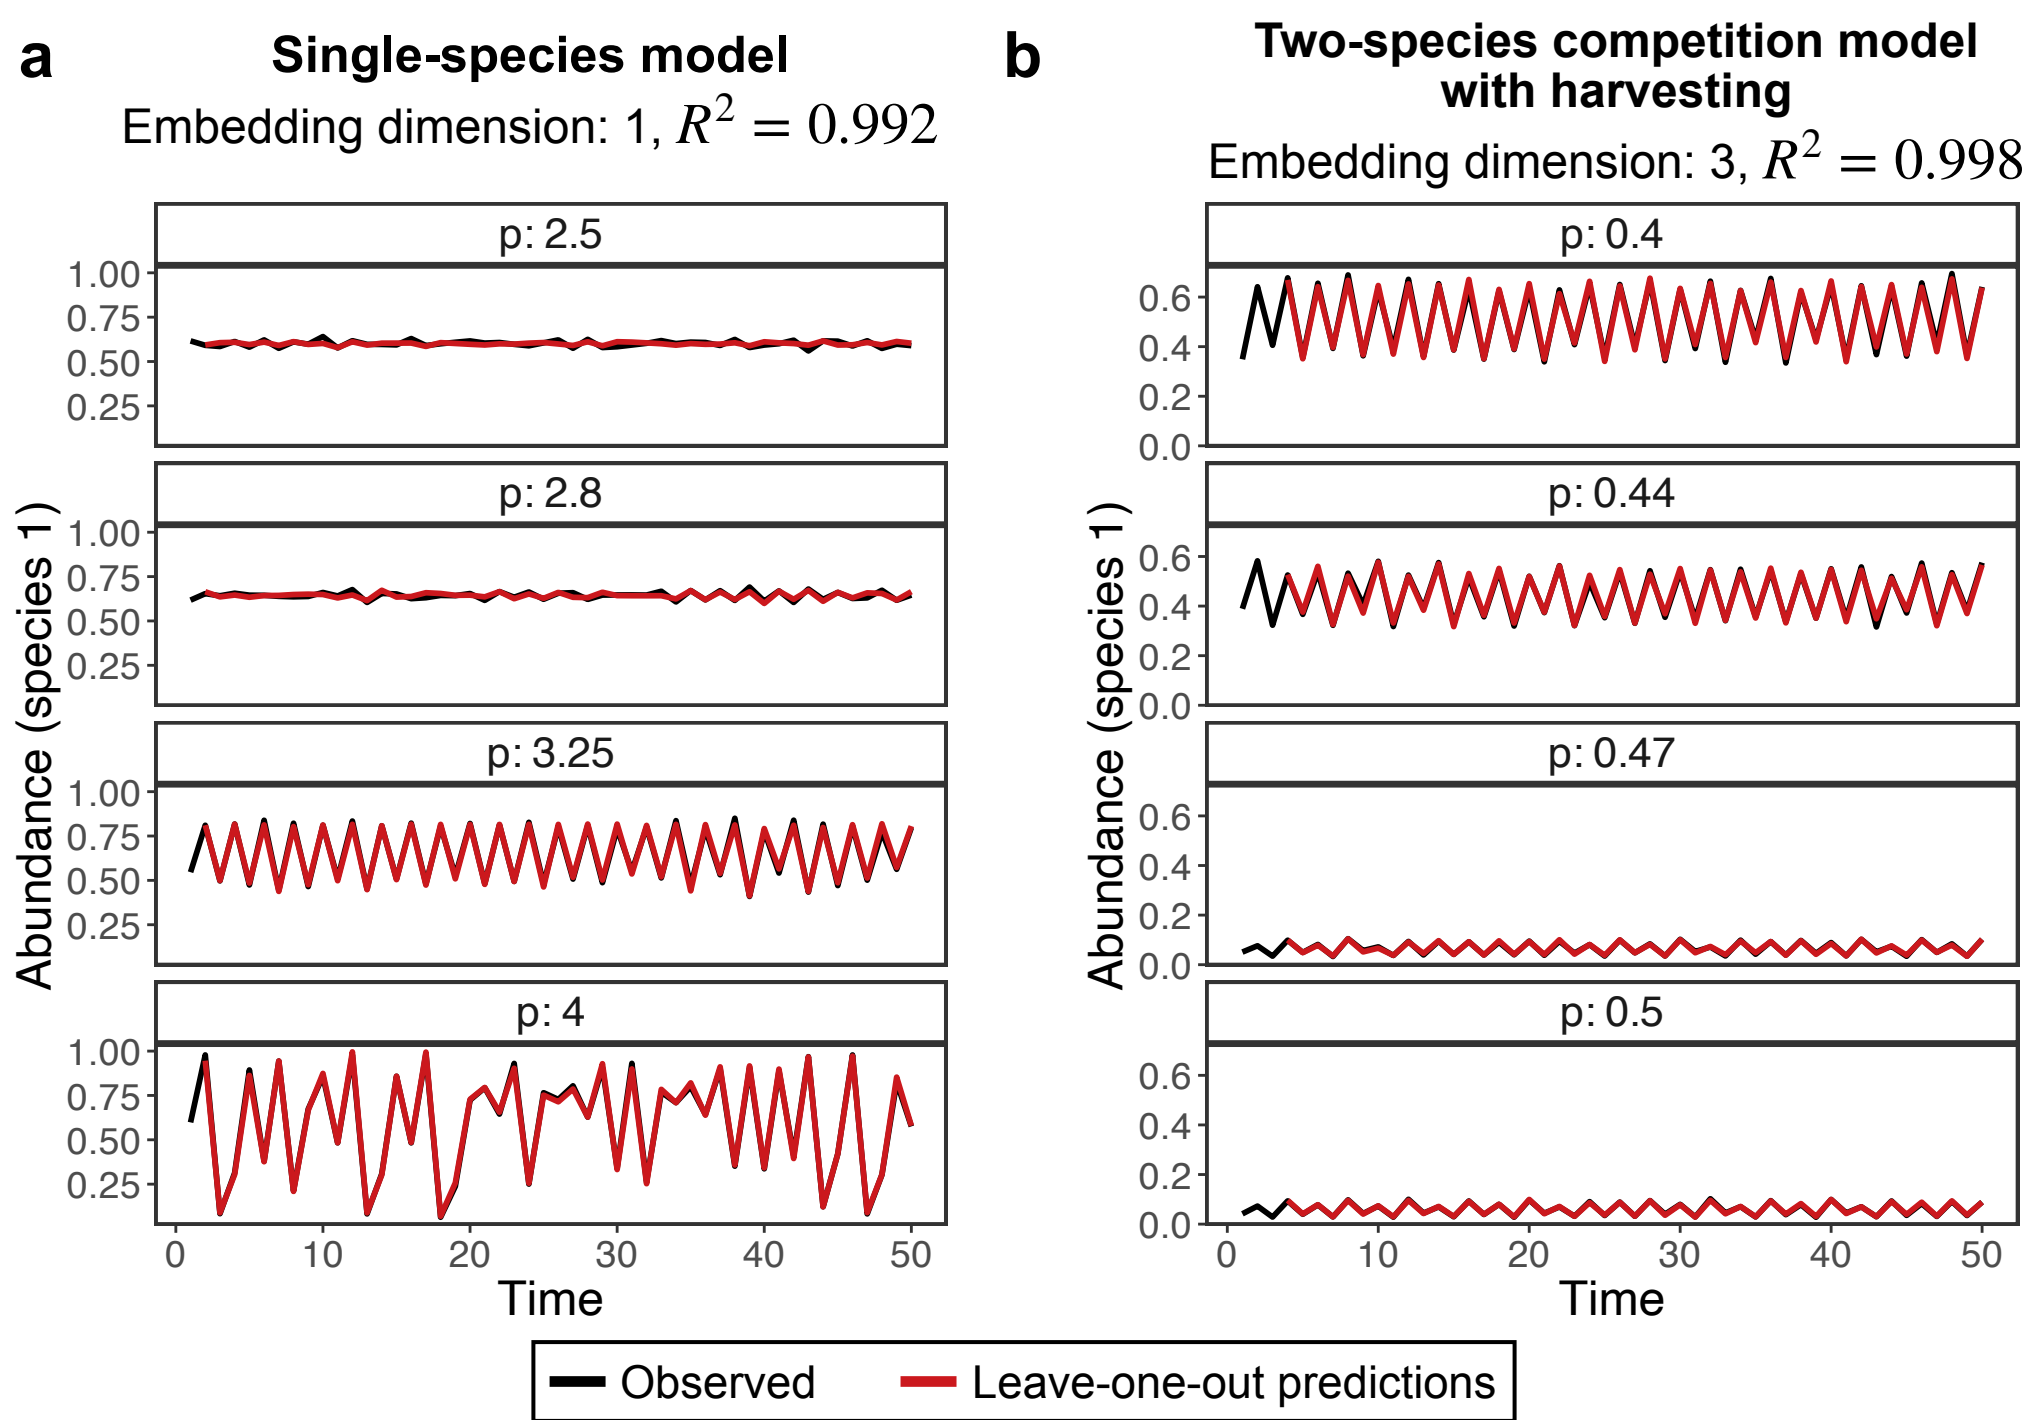 a
Single-species model
Embedding dimension: 1, R² = 0.992
p: 2.5
1.00
0.75
0.50
0.25
p: 2.8
1.00
0.75
0.50
0.25
p: 3.25
1.00
0.75
0.50
0.25
p: 4
1.00
0.75
0.50
0.25
0 10 20 30 40 50
Time
Abundance (species 1)
b
Two-species competition model
with harvesting
Embedding dimension: 3, R² = 0.998
p: 0.4
0.6
0.4
0.2
0.0
p: 0.44
0.6
0.4
0.2
0.0
p: 0.47
0.6
0.4
0.2
0.0
p: 0.5
0.6
0.4
0.2
0.0
0 10 20 30 40 50
Time
Abundance (species 1)
Observed
Leave-one-out predictions